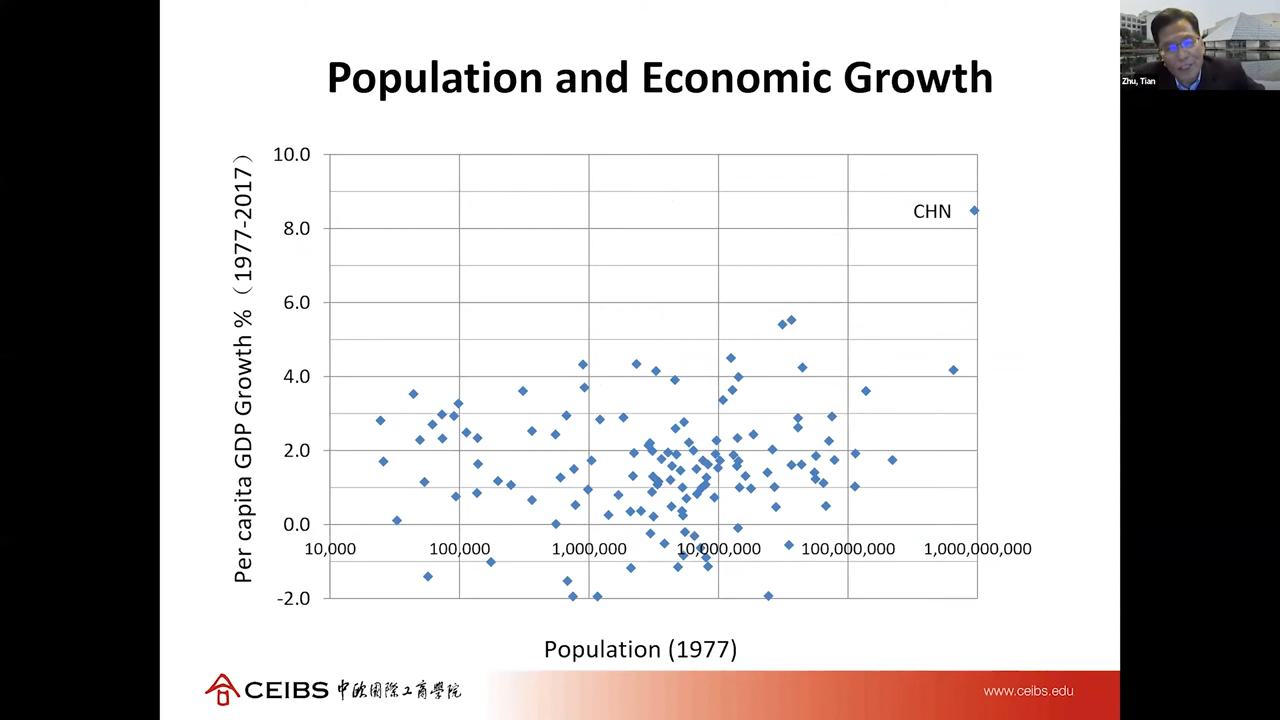 Population and Economic Growth
Zhu, Tian
Per capita GDP Growth %（1977-2017）
10.0
8.0
6.0
4.0
2.0
0.0
-2.0
CHN
10,000
100,000
1,000,000
10,000,000
100,000,000
1,000,000,000
Population (1977)
CEIBS 中欧国際工商學院
www.ceibs.edu